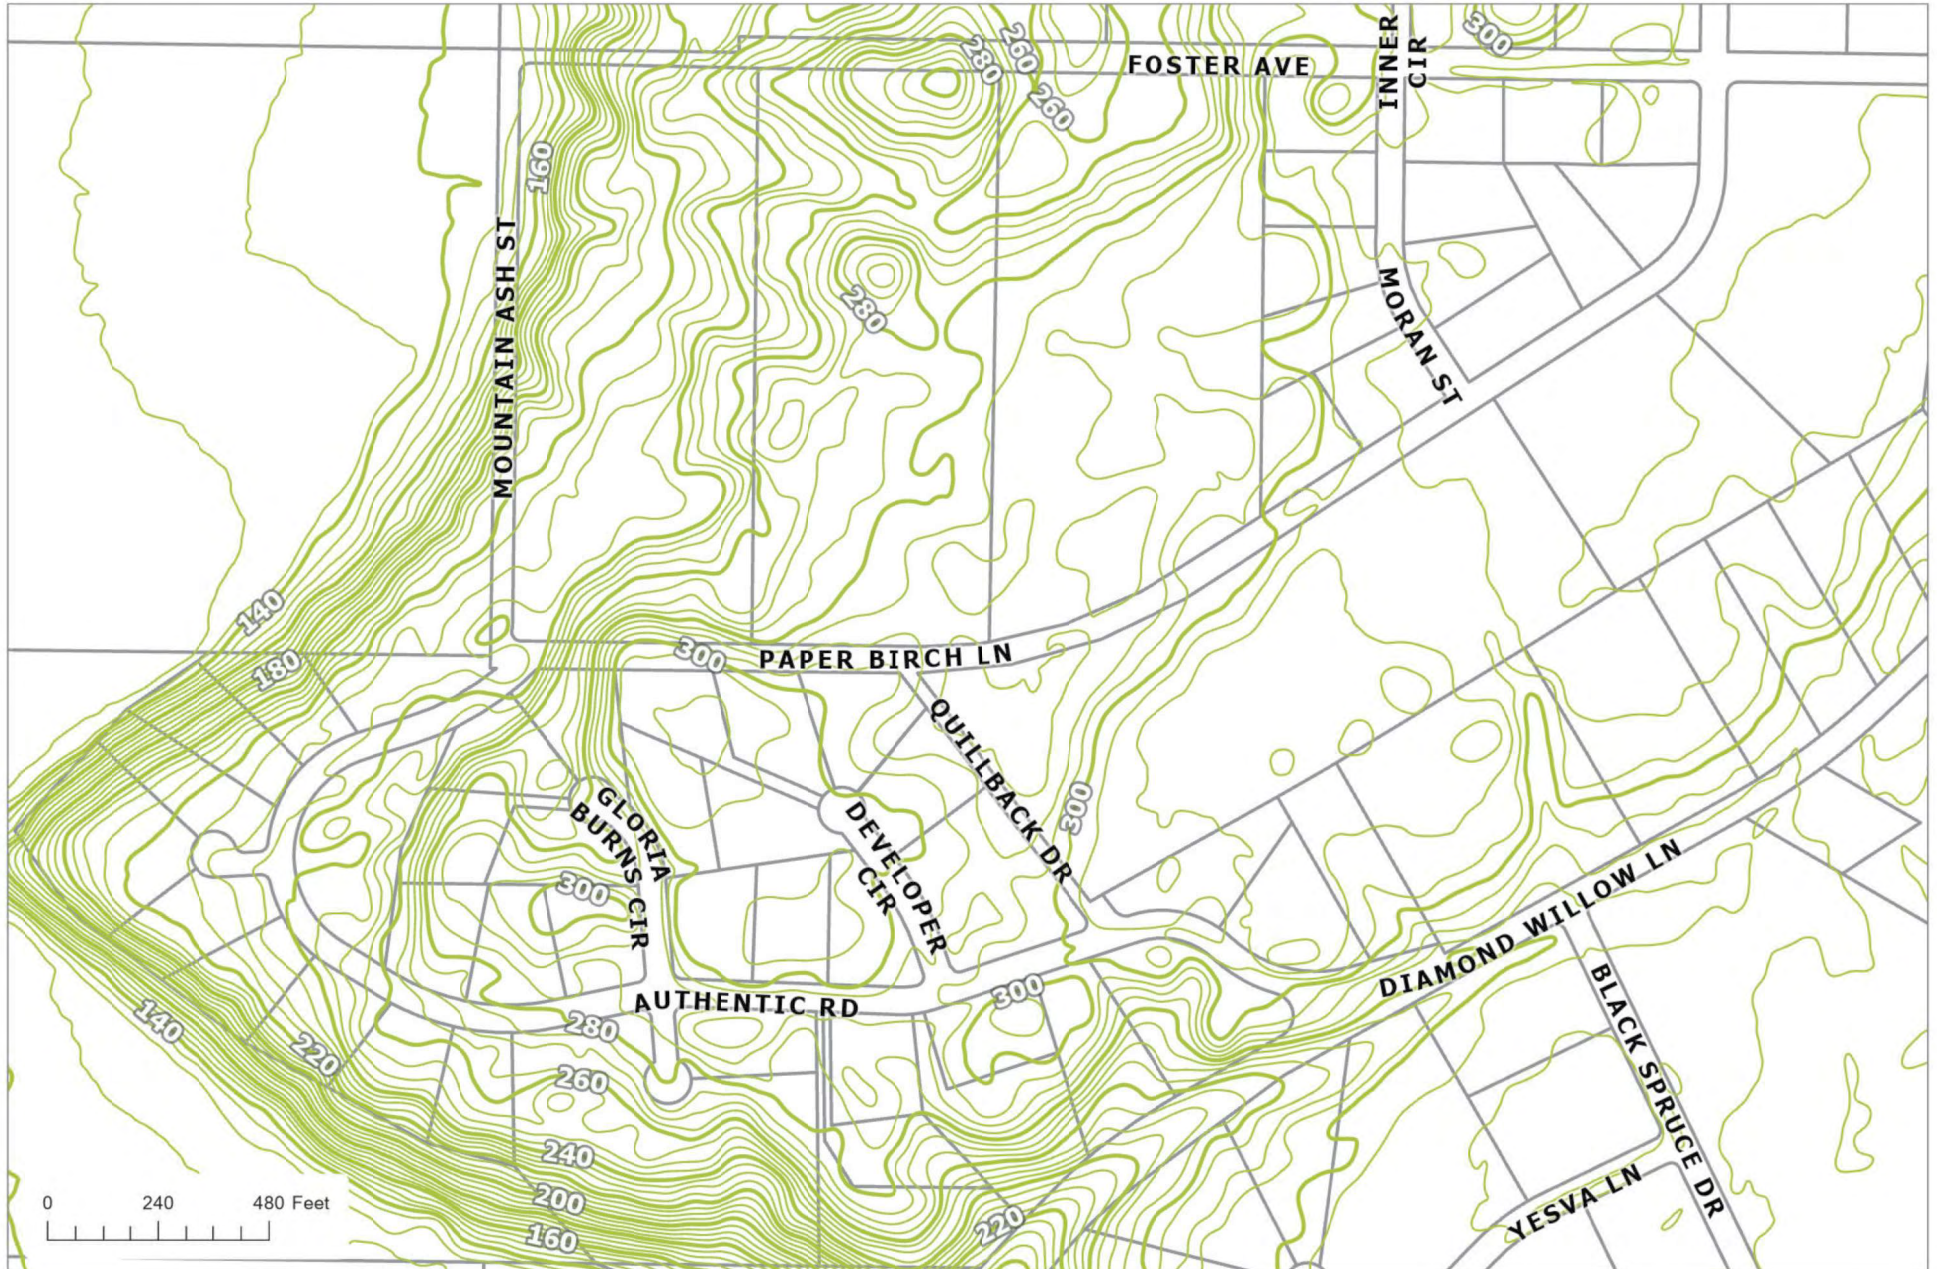 260
280
260
FOSTER AVE
INNER
CIR
300
160
MOUNTAIN ASH ST
280
MORAN ST
140
180
300
PAPER BIRCH LN
QUILLBACK DR
300
GLORIA
BURNS CIR
DEVELOPER
CIR
300
DIAMOND WILLOW LN
BLACK SPRUCE DR
AUTHENTIC RD
300
280
140
220
260
240
200
160
220
YESVA LN
0 240 480 Feet